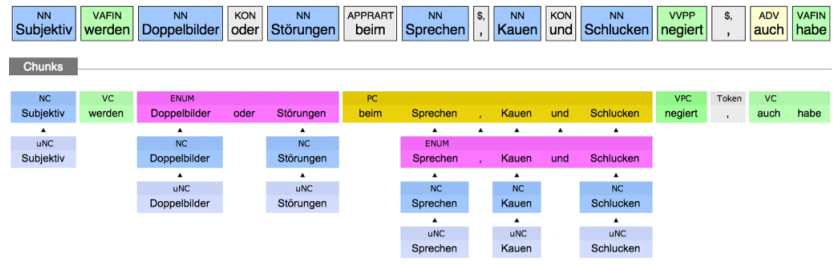 NN VAFIN NN KON NN APPRART NN $, NN KON NN VVPP $, ADV VAFIN
Subjektiv werden Doppelbilder oder Störungen beim Sprechen , Kauen und Schlucken negiert , auch habe
Chunks
NC VC ENUM PC VPC Token VC
Subjektiv werden Doppelbilder oder Störungen beim Sprechen , Kauen und Schlucken negiert , auch habe
uNC NC NC ENUM
Subjektiv Doppelbilder Störungen Sprechen , Kauen und Schlucken
uNC uNC NC NC NC
Doppelbilder Störungen Sprechen Kauen Schlucken
uNC uNC uNC
Sprechen Kauen Schlucken